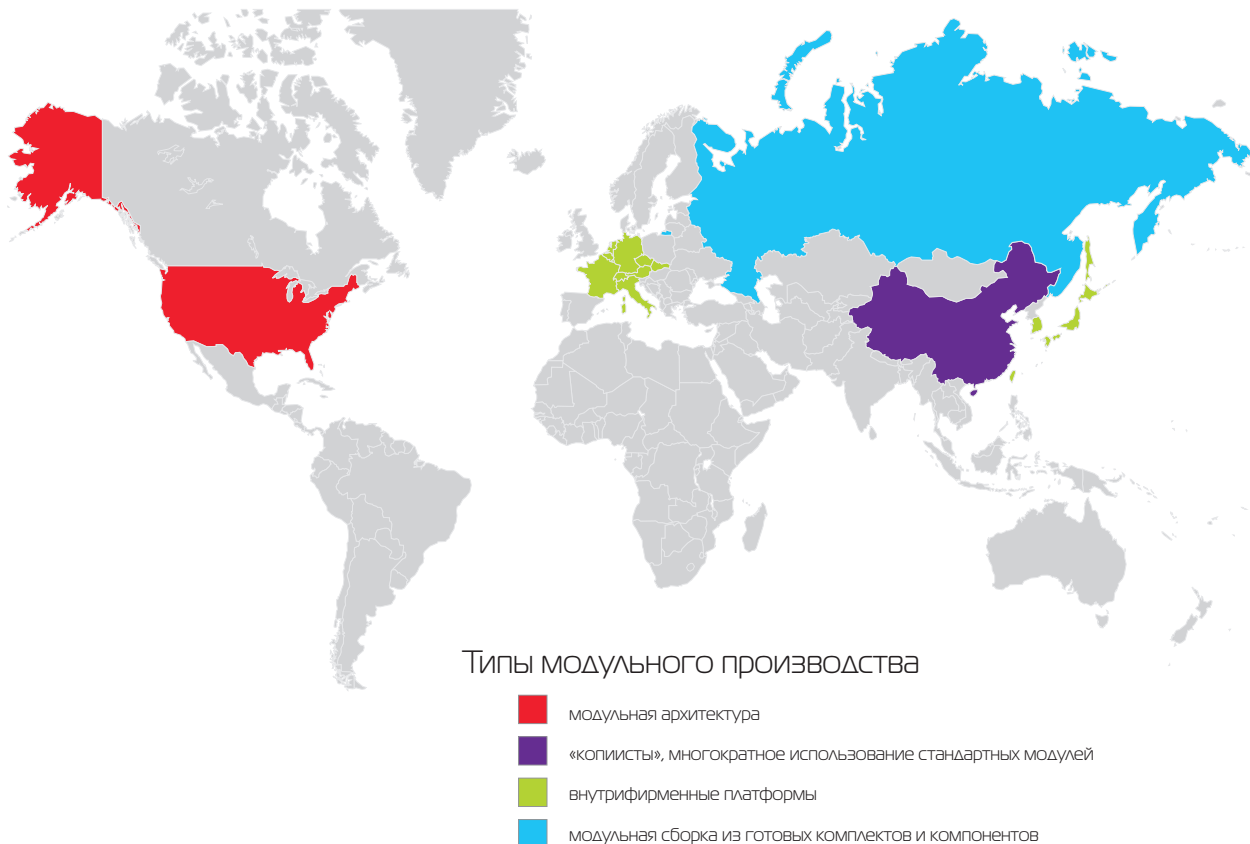 Типы модульного производства
модульная архитектура
«копиисты», многократное использование стандартных модулей
внутрифирменные платформы
модульная сборка из готовых комплектов и компонентов